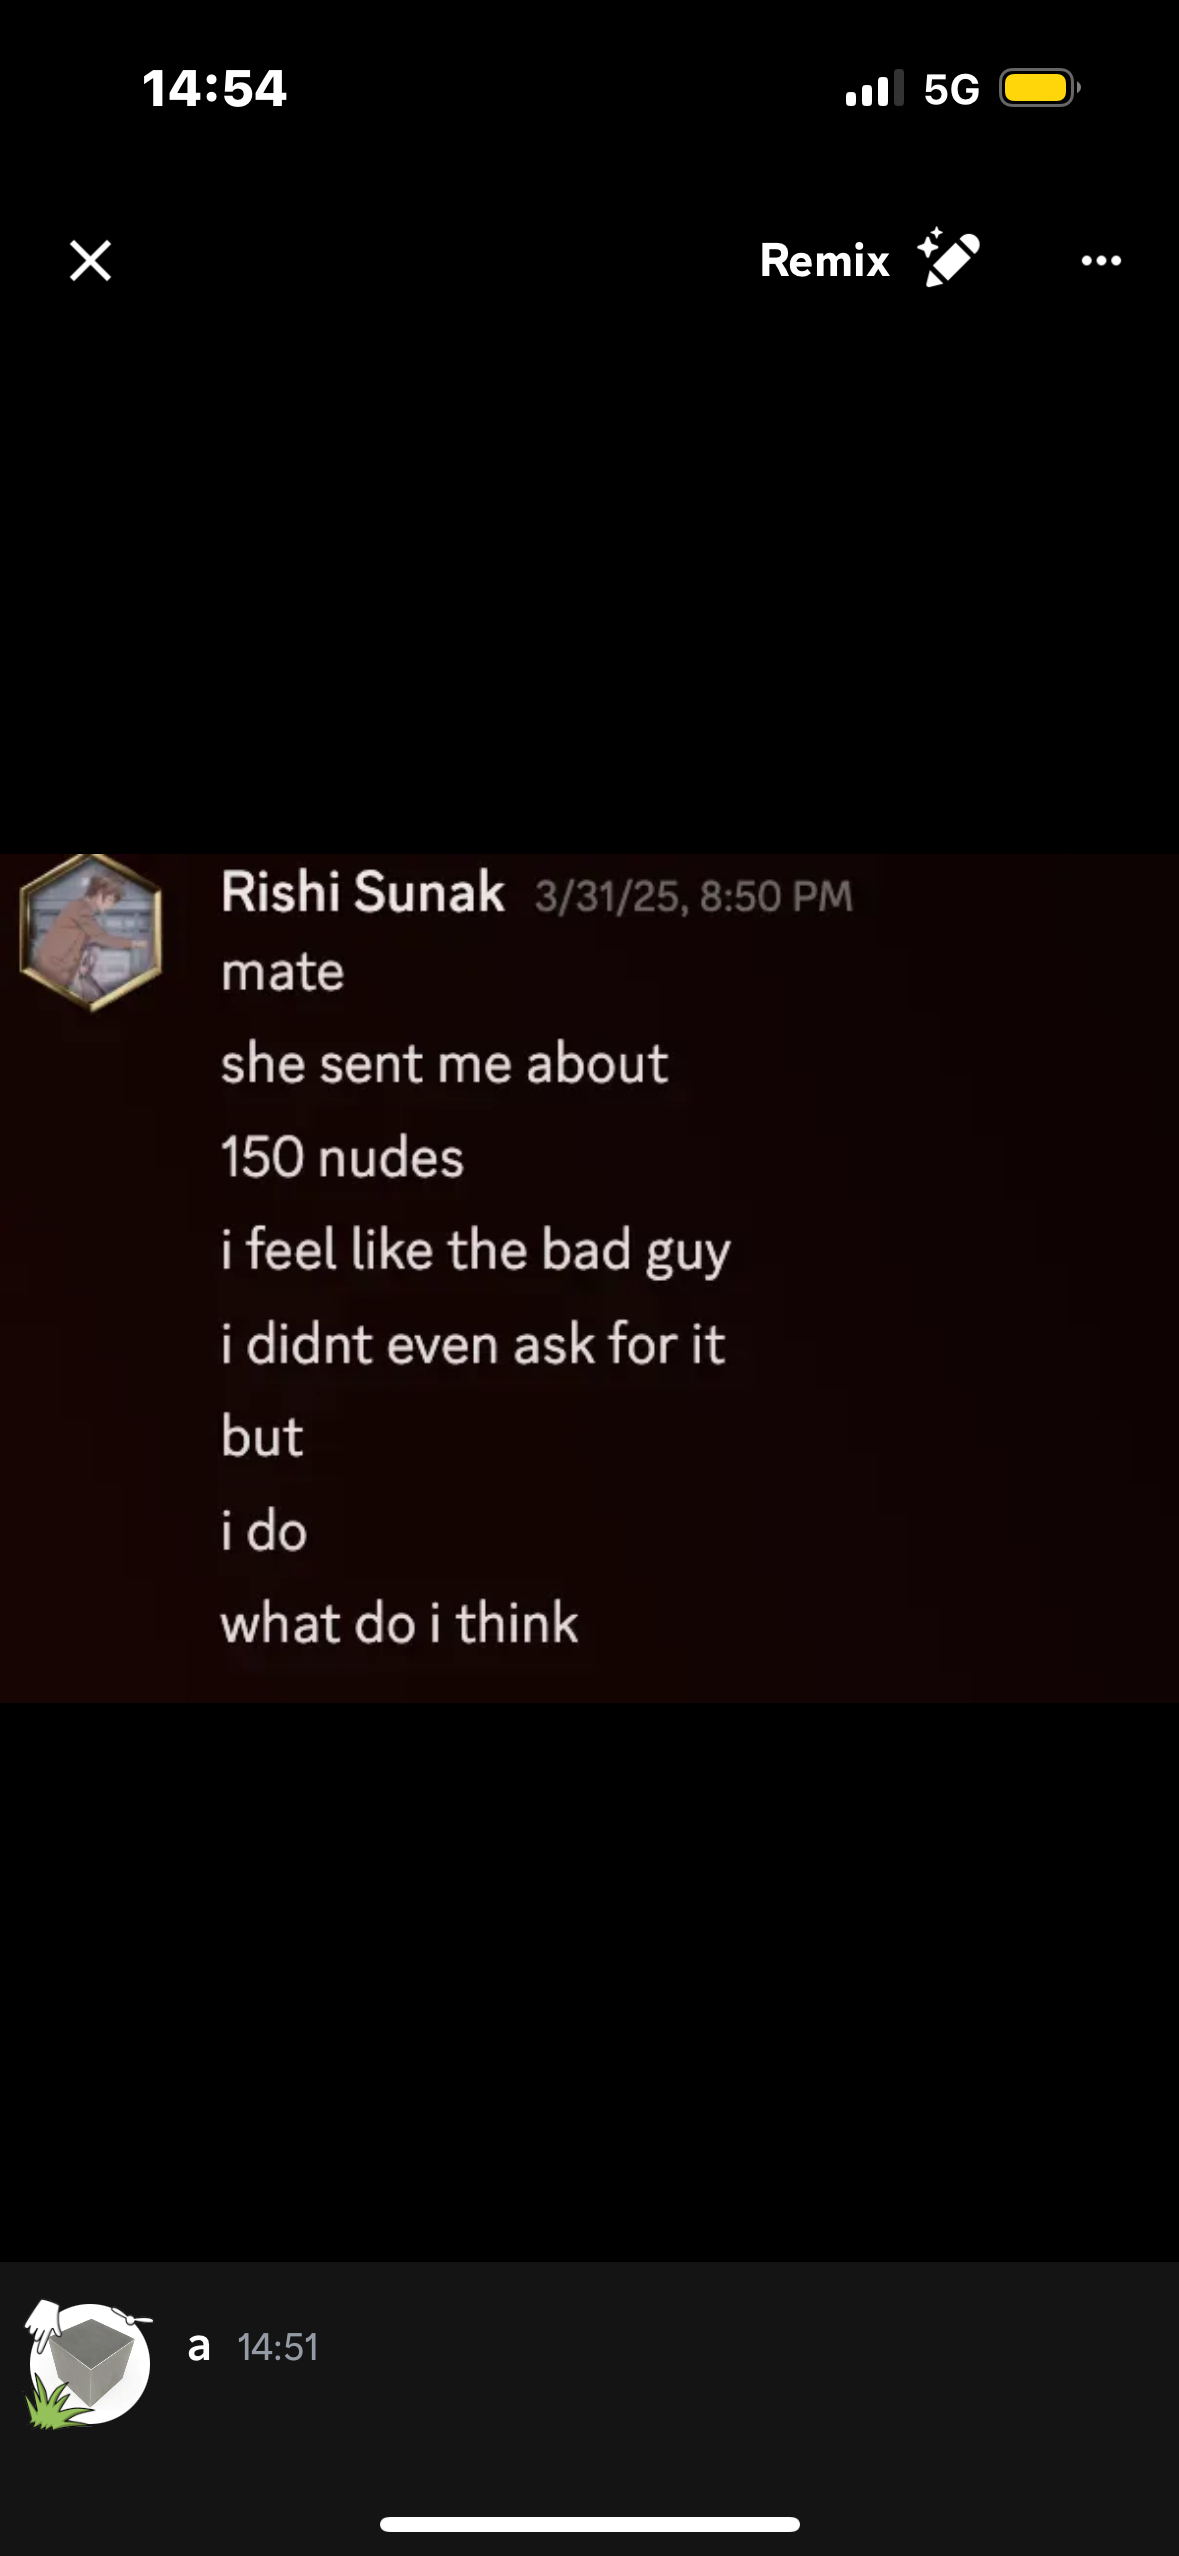 14:54 5G
Remix
Rishi Sunak 3/31/25, 8:50 PM
mate
she sent me about
150 nudes
i feel like the bad guy
i didnt even ask for it
but
i do
what do i think
a 14:51